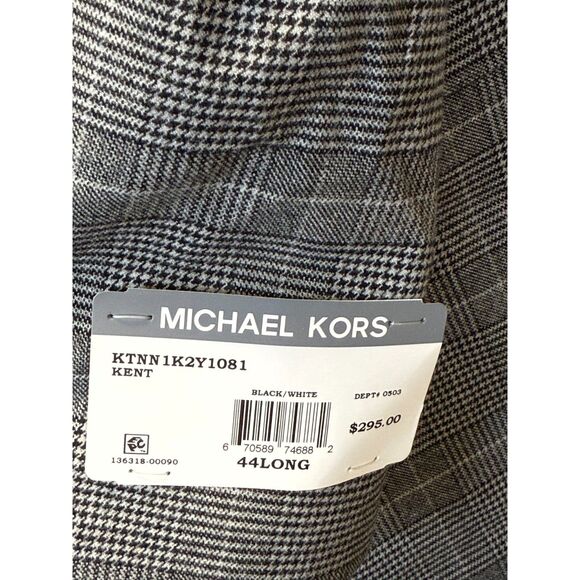 MICHAEL KORS
KTNN1K2Y1081
KENT
BLACK/WHITE
DEPT# 0503
$295.00
6 70589 74688 2
136318-00090
44LONG